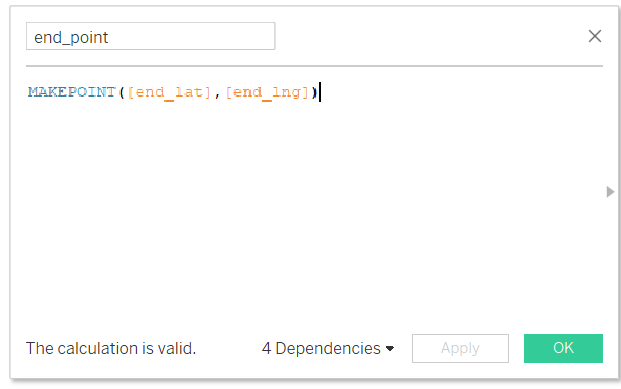 end_point
MAKEPOINT([end_lat],[end_lng])
The calculation is valid. 4 Dependencies Apply OK